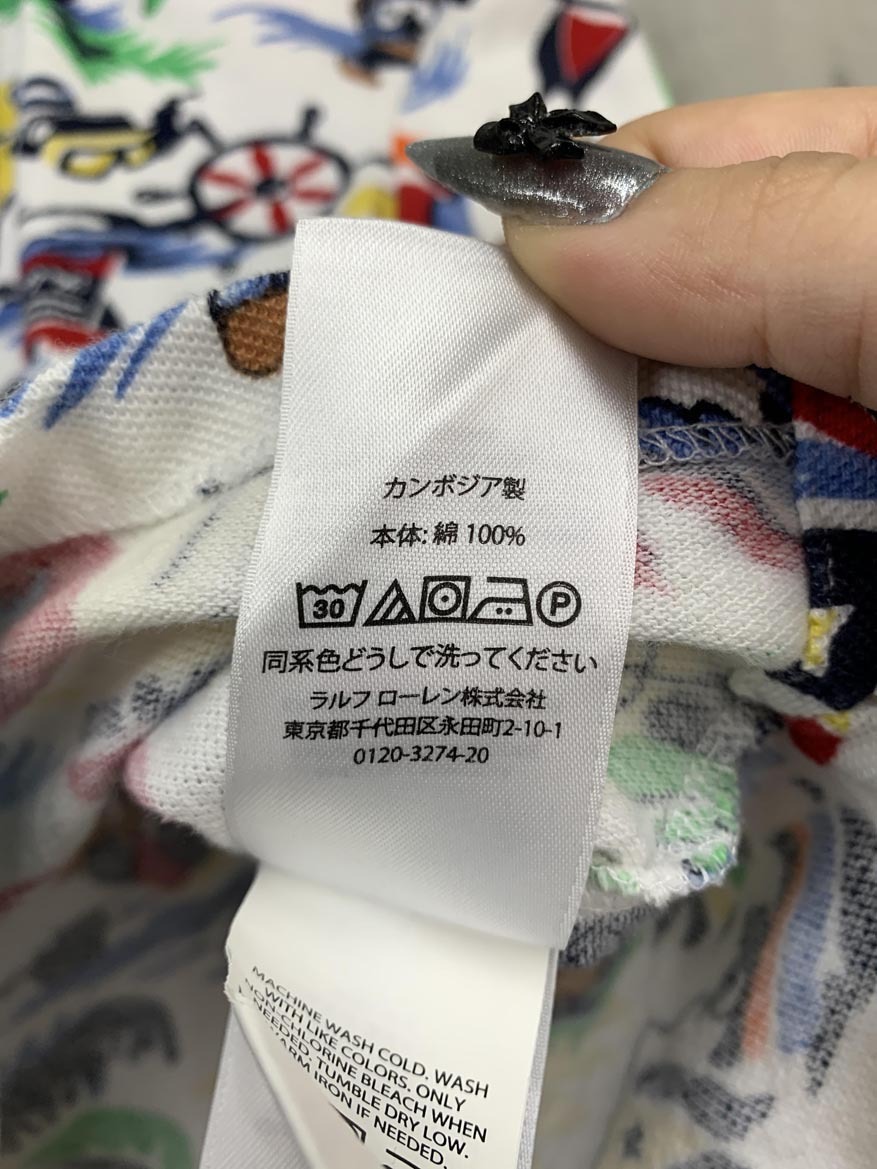 カンボジア製
本体: 綿 100%
30 P
同系色どうしで洗ってください
ラルフ ローレン株式会社
東京都千代田区永田町2-10-1
0120-3274-20
MACHINE WASH COLD. WASH
WITH LIKE COLORS. ONLY
NON-CHLORINE BLEACH WHEN
NEEDED. TUMBLE DRY LOW.
WARM IRON IF NEEDED.